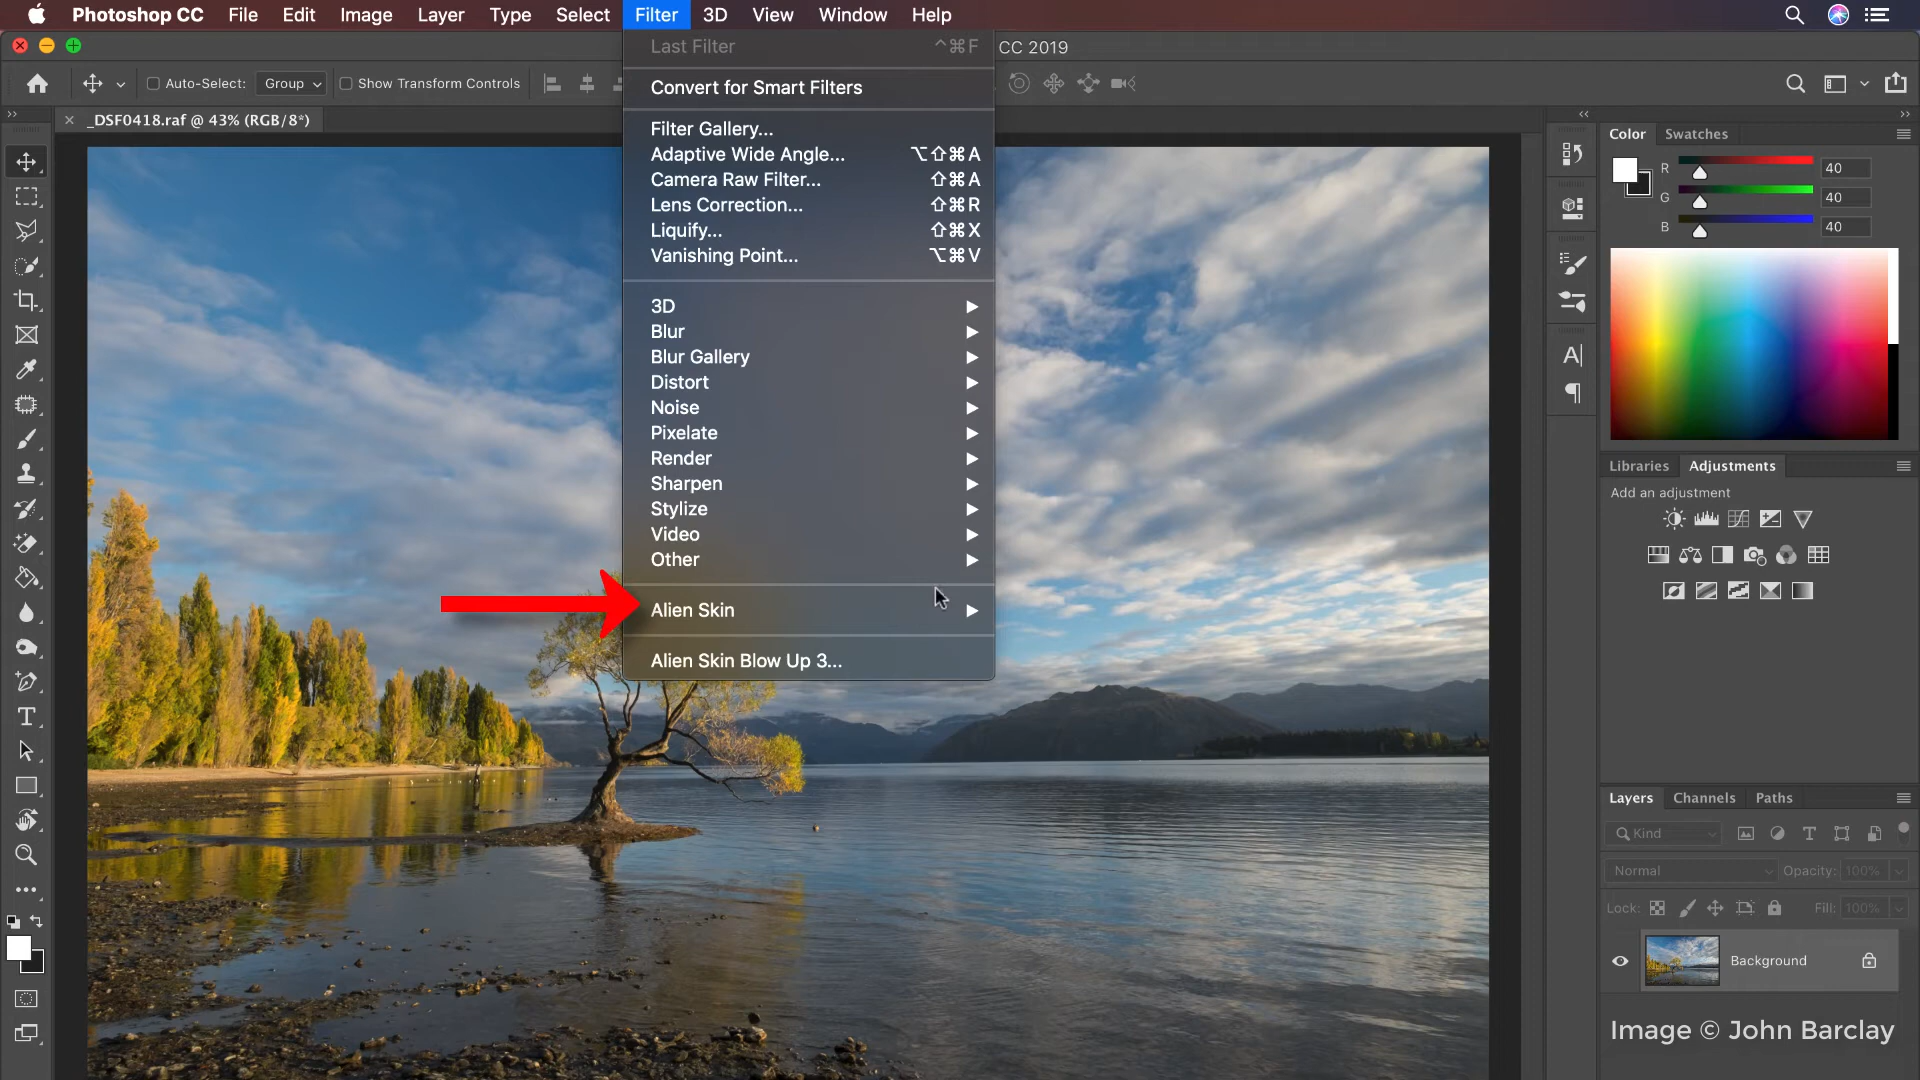 Photoshop CC File Edit Image Layer Type Select Filter 3D View Window Help
CC 2019
Auto-Select: Group Show Transform Controls
_DSF0418.raf @ 43% (RGB/8*)
Last Filter ^⌘F
Convert for Smart Filters
Filter Gallery...
Adaptive Wide Angle... ⌥⇧⌘A
Camera Raw Filter... ⇧⌘A
Lens Correction... ⇧⌘R
Liquify... ⇧⌘X
Vanishing Point... ⌥⌘V
3D
Blur
Blur Gallery
Distort
Noise
Pixelate
Render
Sharpen
Stylize
Video
Other
Alien Skin
Alien Skin Blow Up 3...
Color Swatches
R 40
G 40
B 40
Libraries Adjustments
Add an adjustment
Layers Channels Paths
Kind
Normal Opacity: 100%
Lock: Fill: 100%
Background
Image © John Barclay